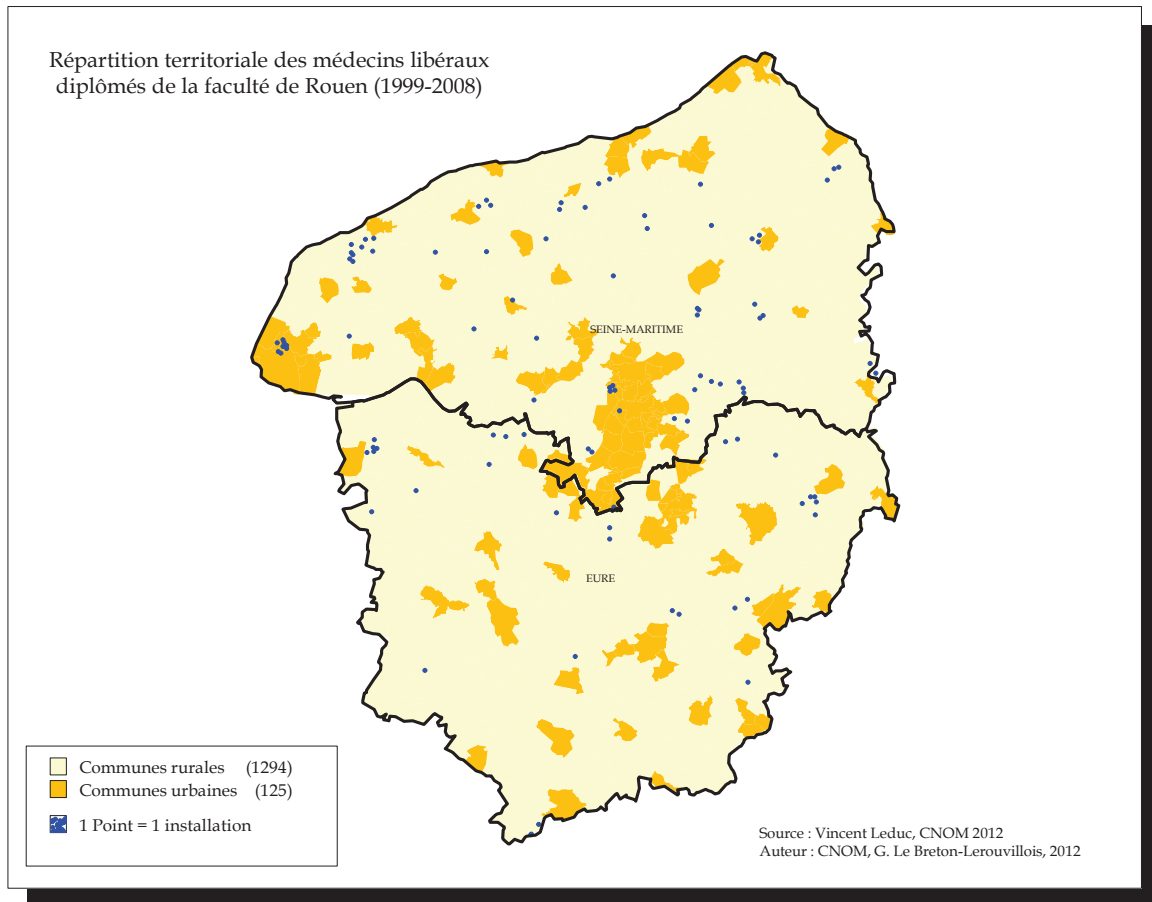 Répartition territoriale des médecins libéraux
diplômés de la faculté de Rouen (1999-2008)
SEINE-MARITIME
EURE
Communes rurales (1294)
Communes urbaines (125)
1 Point = 1 installation
Source : Vincent Leduc, CNOM 2012
Auteur : CNOM, G. Le Breton-Lerouvillois, 2012